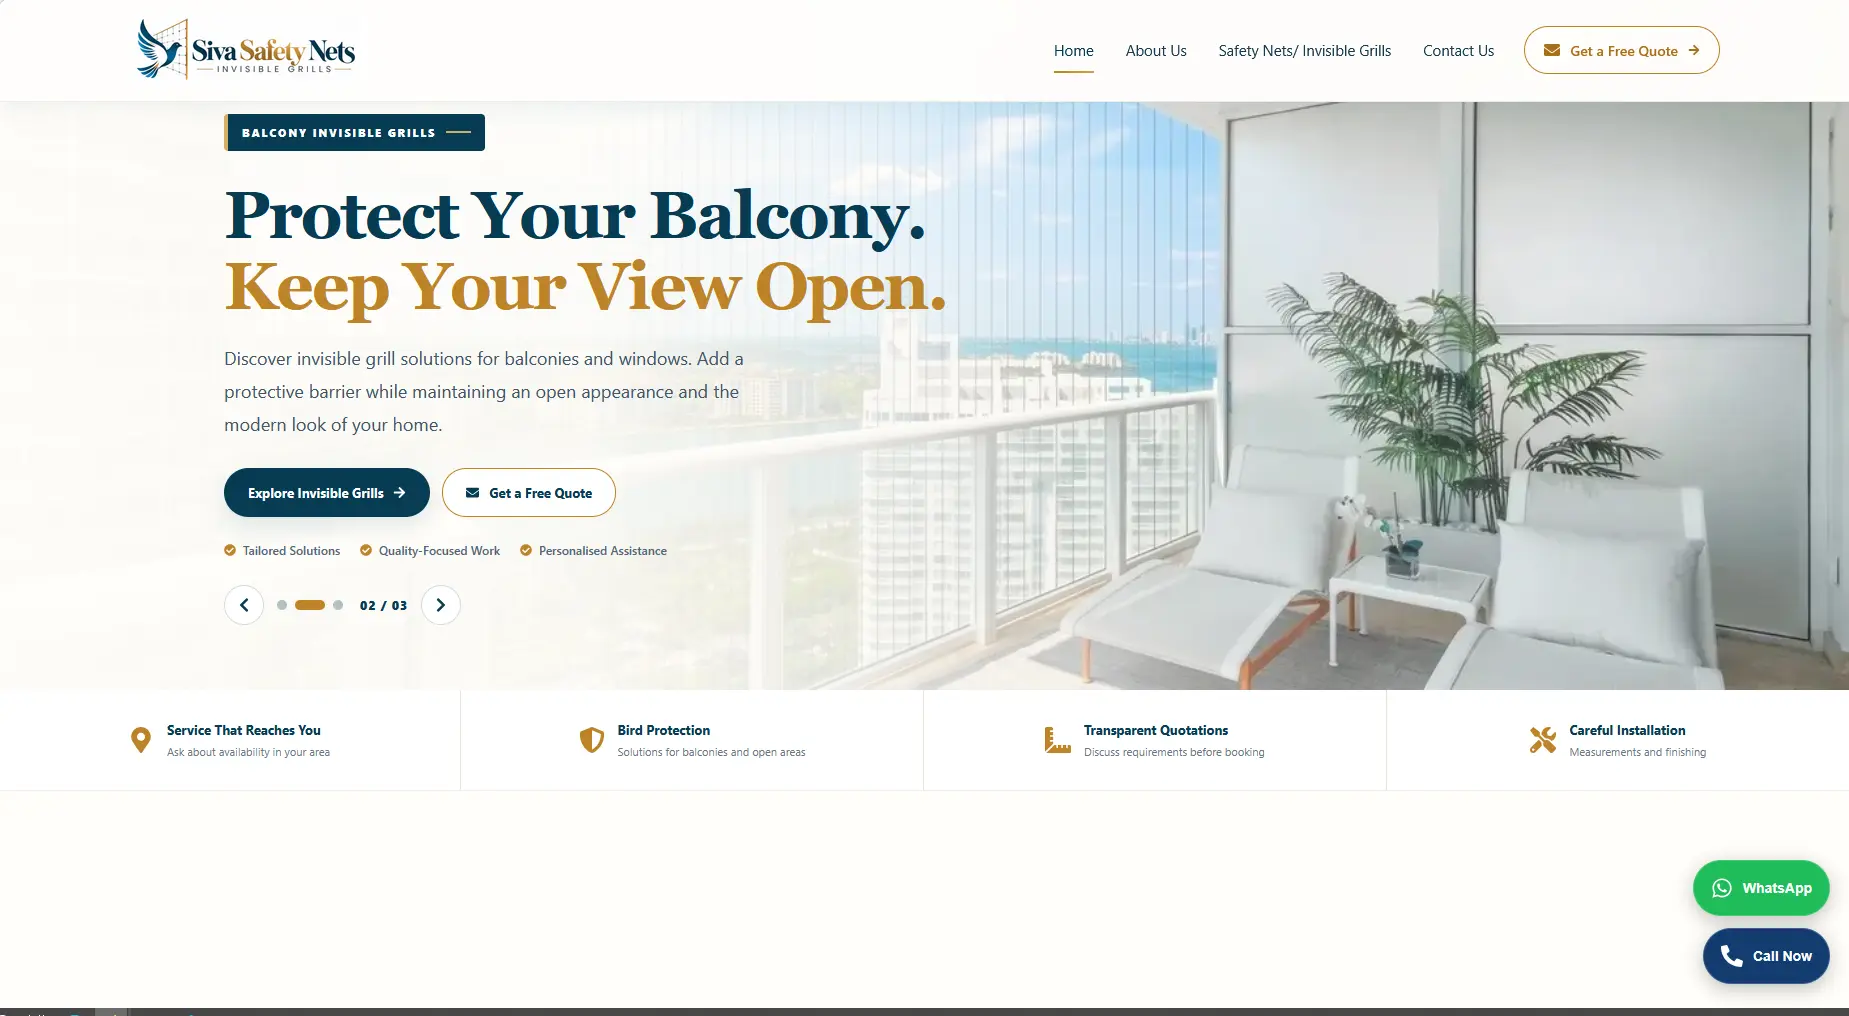 Siva Safety Nets
INVISIBLE GRILLS
Home
About Us
Safety Nets/ Invisible Grills
Contact Us
Get a Free Quote
BALCONY INVISIBLE GRILLS
Protect Your Balcony.
Keep Your View Open.
Discover invisible grill solutions for balconies and windows. Add a
protective barrier while maintaining an open appearance and the
modern look of your home.
Explore Invisible Grills
Get a Free Quote
Tailored Solutions
Quality-Focused Work
Personalised Assistance
02 / 03
Service That Reaches You
Ask about availability in your area
Bird Protection
Solutions for balconies and open areas
Transparent Quotations
Discuss requirements before booking
Careful Installation
Measurements and finishing
WhatsApp
Call Now